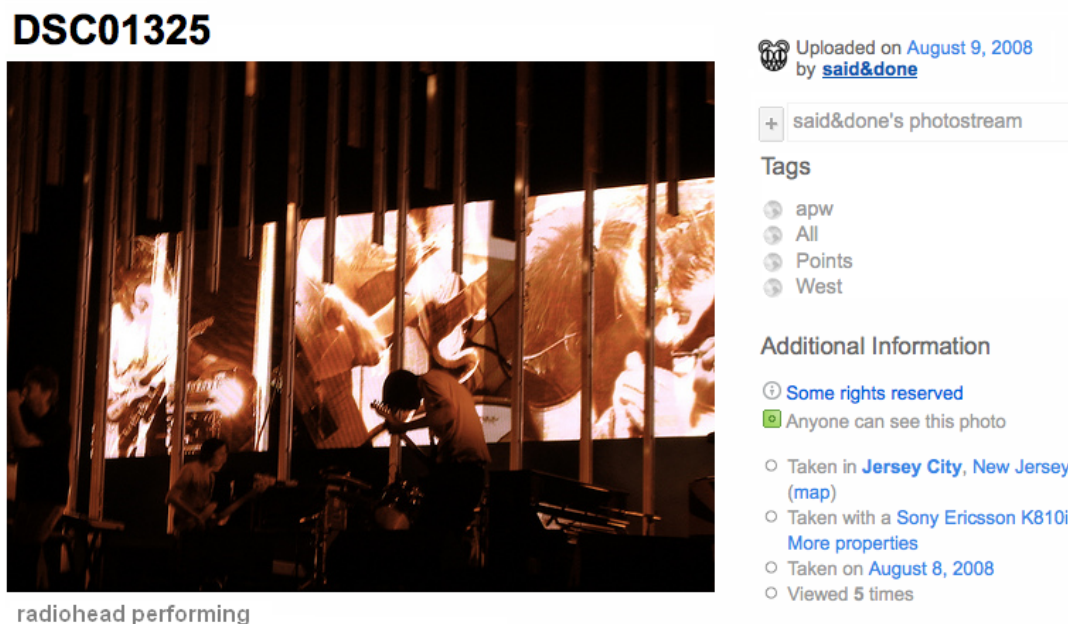 DSC01325
Uploaded on August 9, 2008
by said&done
+ said&done's photostream
Tags
apw
All
Points
West
Additional Information
Some rights reserved
Anyone can see this photo
Taken in Jersey City, New Jersey
(map)
Taken with a Sony Ericsson K810i
More properties
Taken on August 8, 2008
Viewed 5 times
radiohead performing